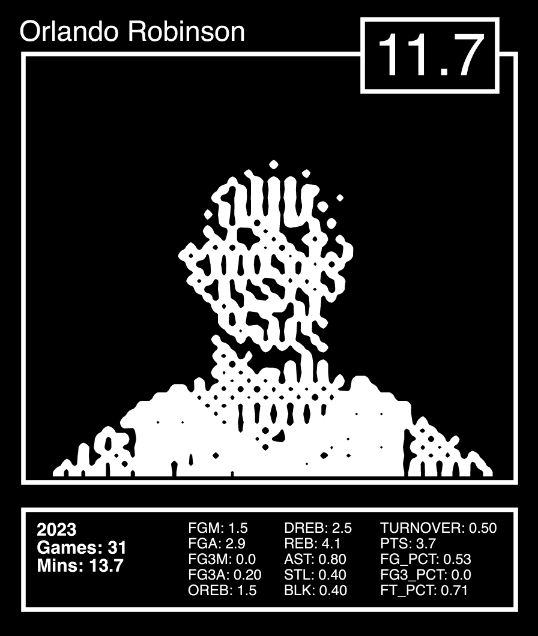 Orlando Robinson
11.7
2023
Games: 31
Mins: 13.7
FGM: 1.5
FGA: 2.9
FG3M: 0.0
FG3A: 0.20
OREB: 1.5
DREB: 2.5
REB: 4.1
AST: 0.80
STL: 0.40
BLK: 0.40
TURNOVER: 0.50
PTS: 3.7
FG_PCT: 0.53
FG3_PCT: 0.0
FT_PCT: 0.71